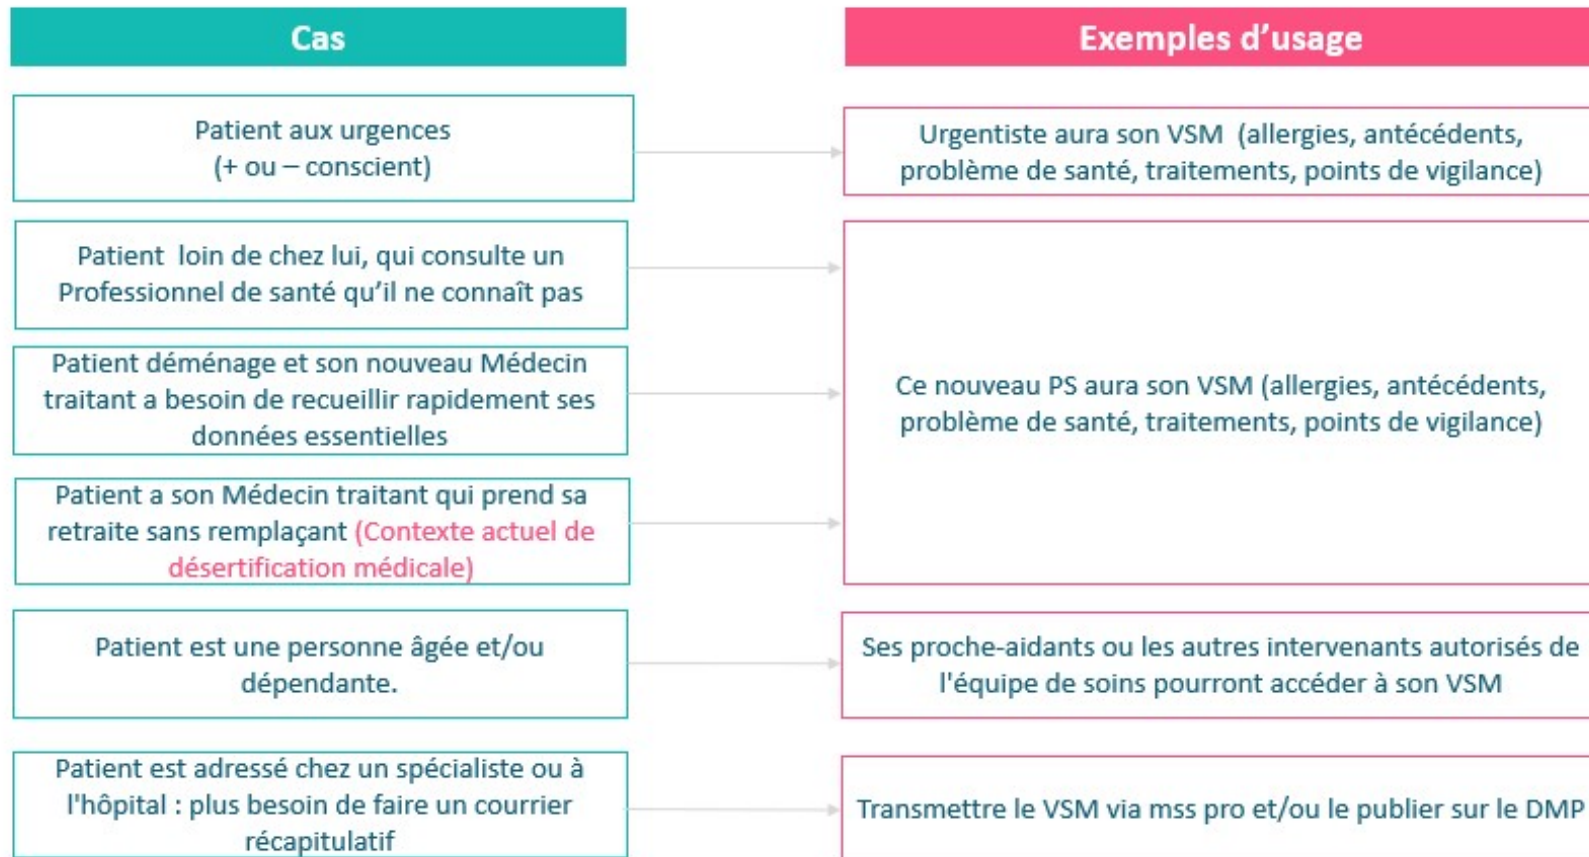 Cas
Exemples d'usage
Patient aux urgences
(+ ou – conscient)
Urgentiste aura son VSM (allergies, antécédents,
problème de santé, traitements, points de vigilance)
Patient loin de chez lui, qui consulte un
Professionnel de santé qu'il ne connaît pas
Patient déménage et son nouveau Médecin
traitant a besoin de recueillir rapidement ses
données essentielles
Patient a son Médecin traitant qui prend sa
retraite sans remplaçant (Contexte actuel de
désertification médicale)
Ce nouveau PS aura son VSM (allergies, antécédents,
problème de santé, traitements, points de vigilance)
Patient est une personne âgée et/ou
dépendante.
Ses proche-aidants ou les autres intervenants autorisés de
l'équipe de soins pourront accéder à son VSM
Patient est adressé chez un spécialiste ou à
l'hôpital : plus besoin de faire un courrier
récapitulatif
Transmettre le VSM via mss pro et/ou le publier sur le DMP